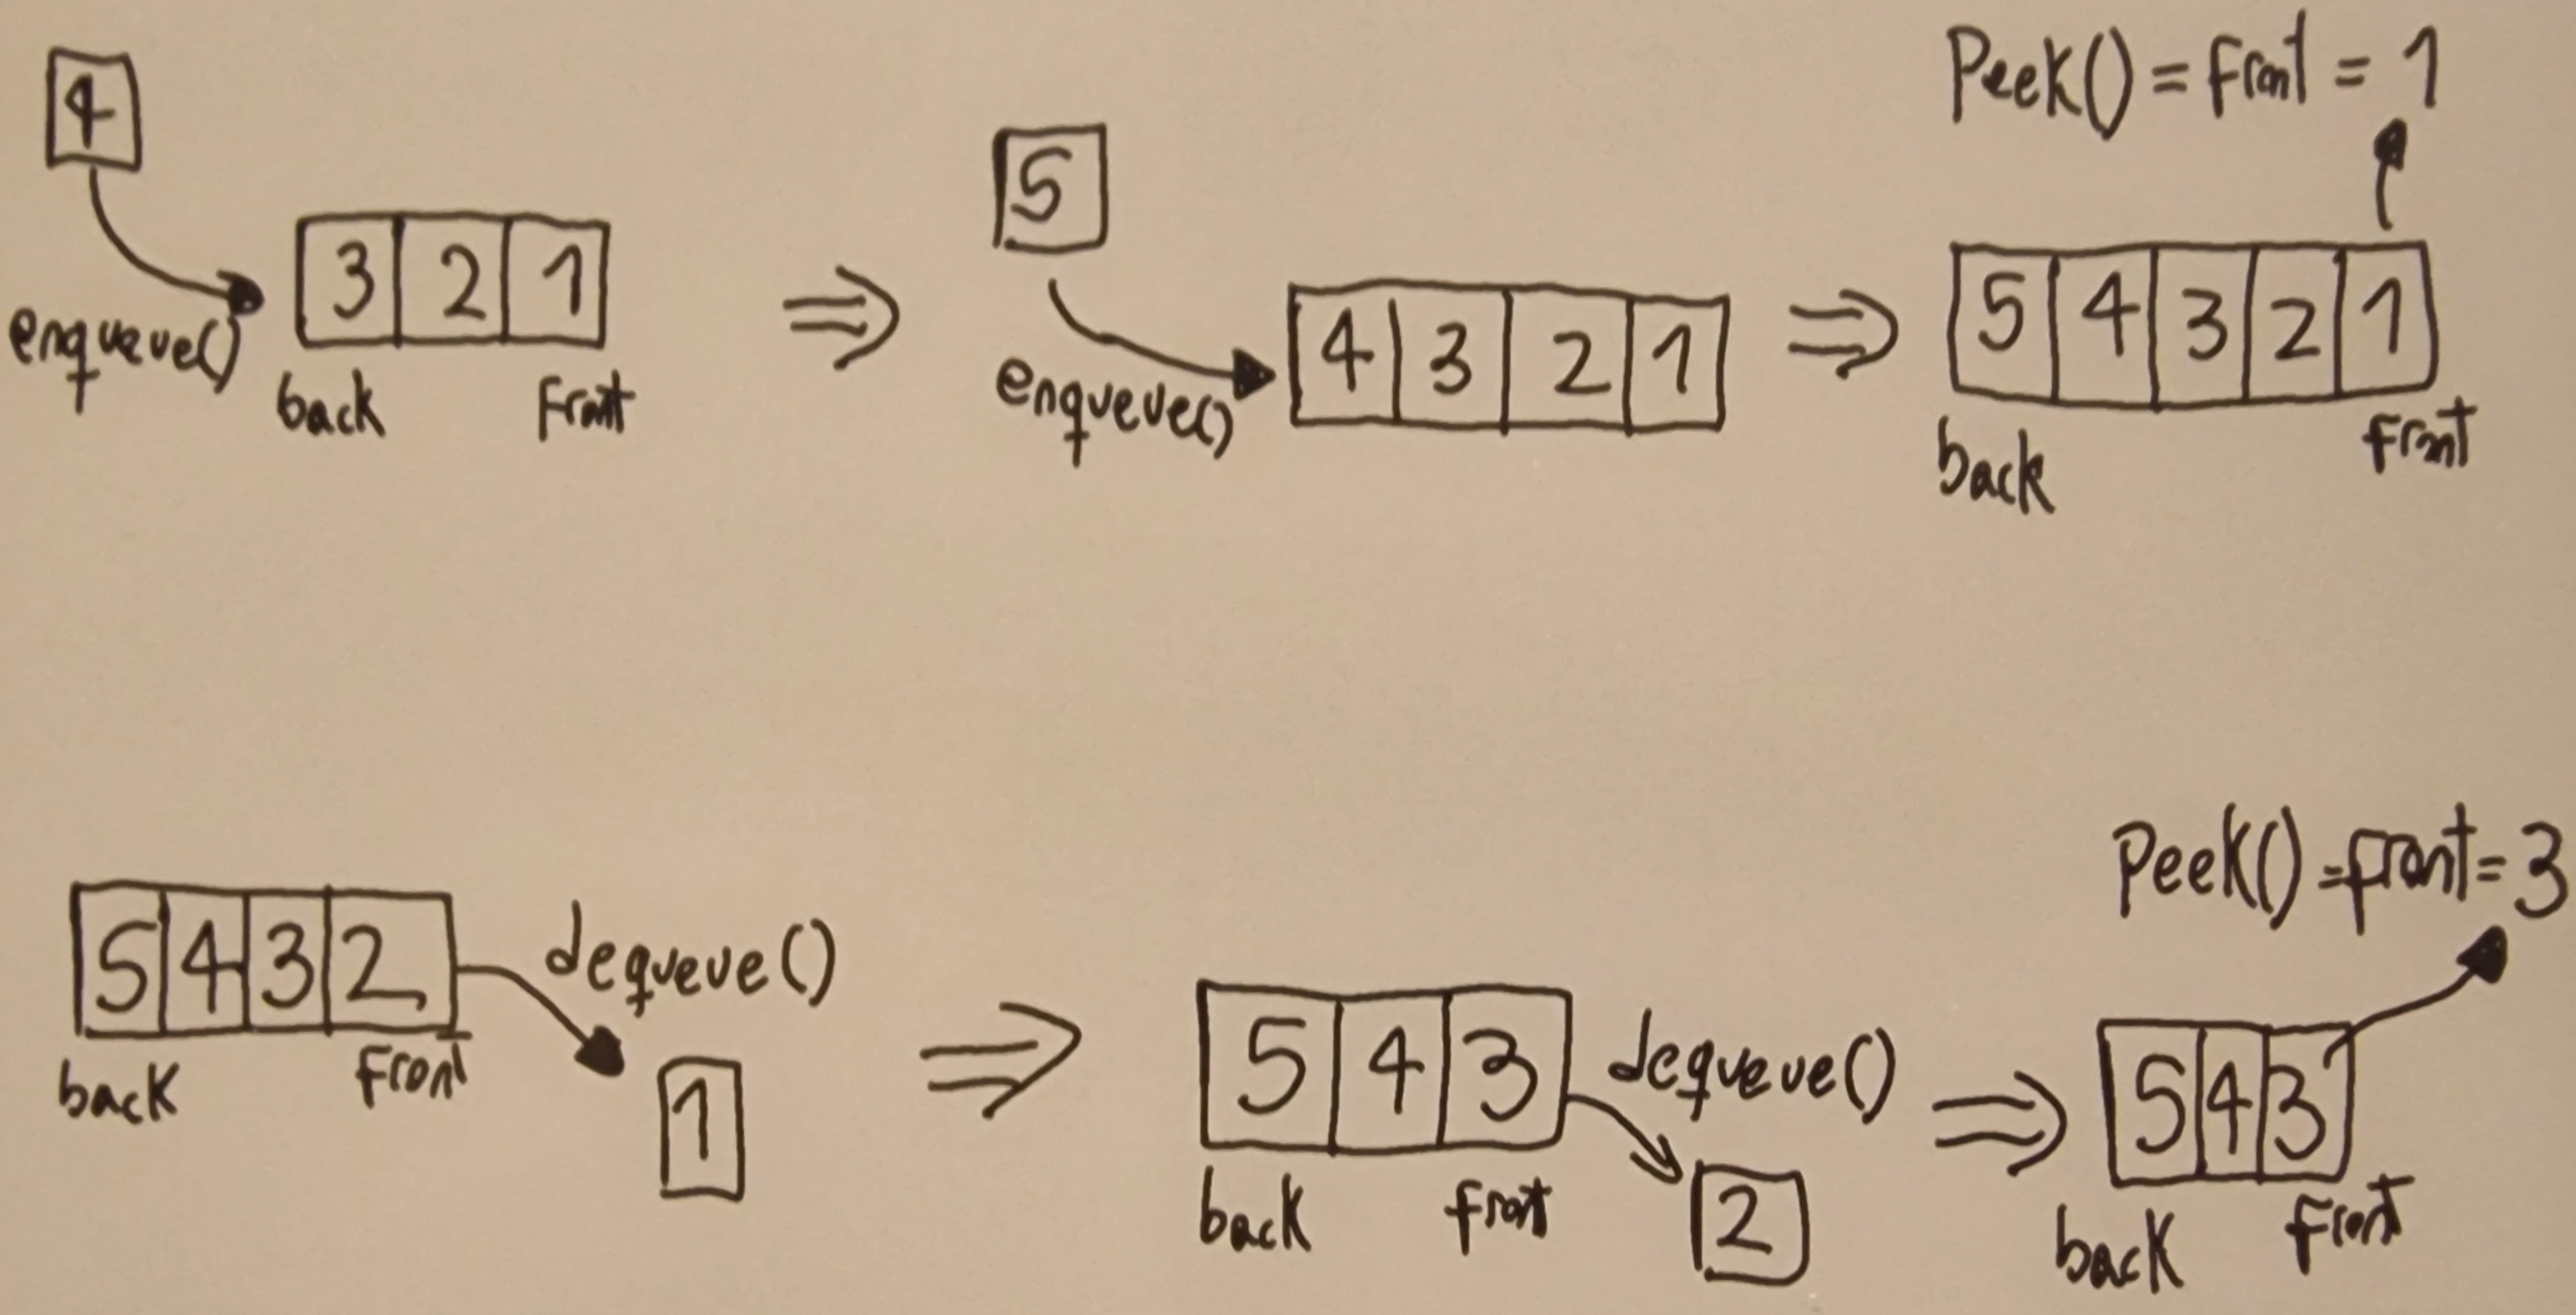 4
enqueue()
3 2 1
back front
5
enqueue()
4 3 2 1
Peek() = front = 1
5 4 3 2 1
back front
5 4 3 2
back front
dequeue()
1
5 4 3
back front
dequeue()
2
Peek() = front = 3
5 4 3
back front